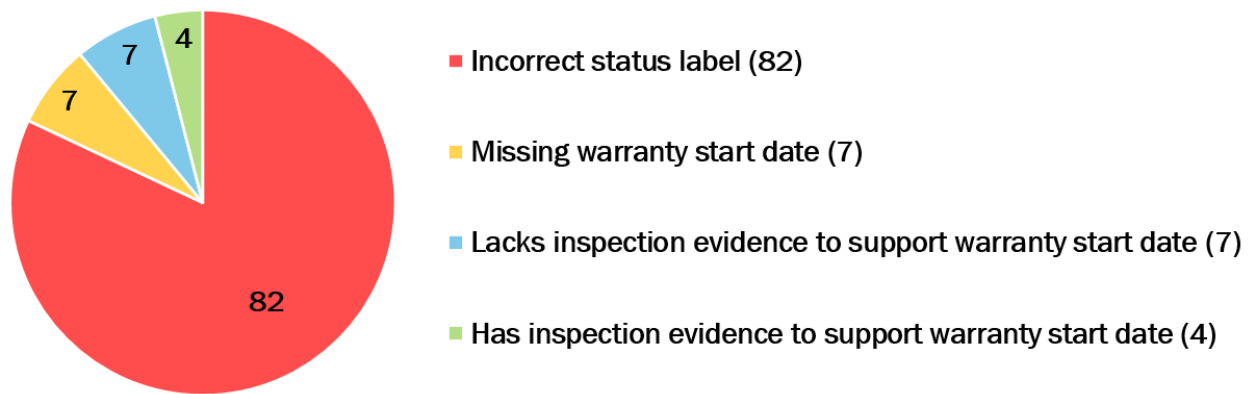 4
7
7
82
Incorrect status label (82)
Missing warranty start date (7)
Lacks inspection evidence to support warranty start date (7)
Has inspection evidence to support warranty start date (4)